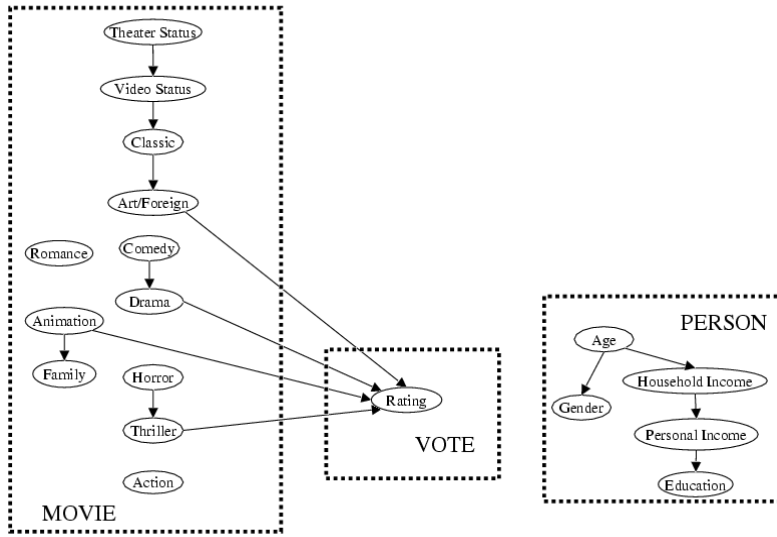 Theater Status
Video Status
Classic
Art/Foreign
Romance
Comedy
Drama
Animation
Family
Horror
Thriller
Action
MOVIE
Rating
VOTE
PERSON
Age
Household Income
Gender
Personal Income
Education